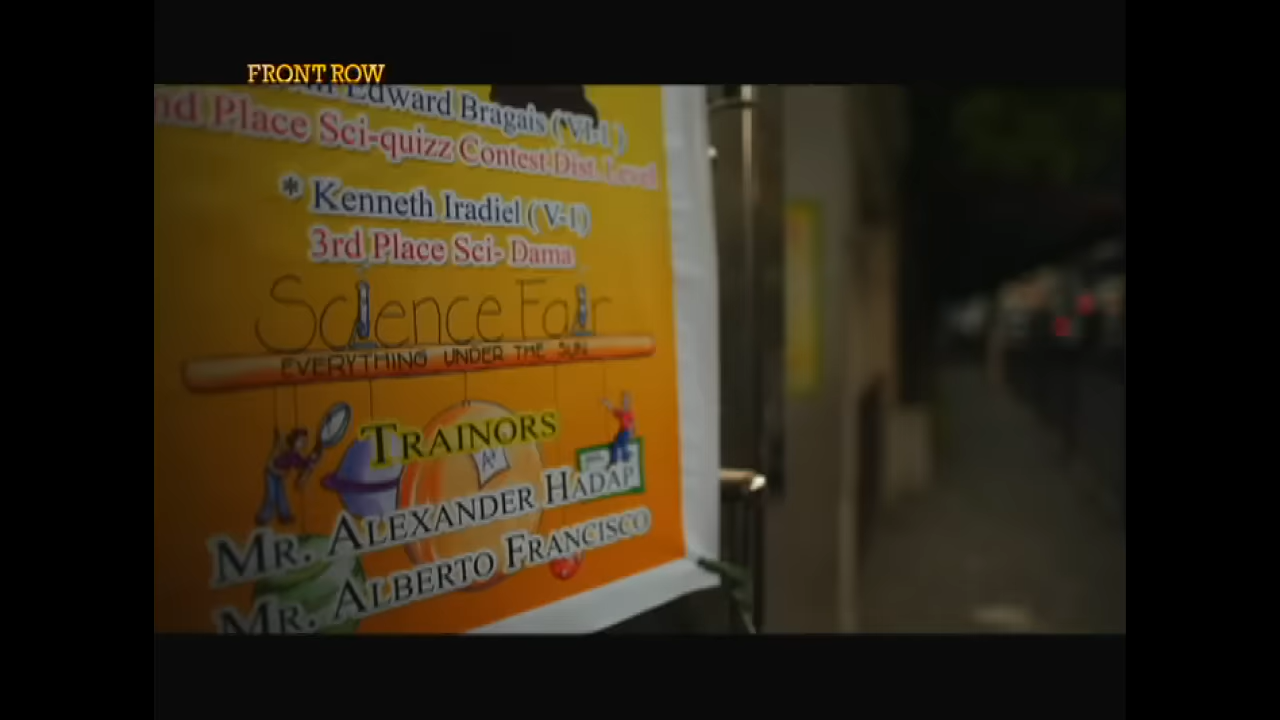 FRONT ROW
Edward Bragais (VI-1)
nd Place Sci-quizz Contest Dist. Level
* Kenneth Iradiel (V-1)
3rd Place Sci- Dama
Science Fair
EVERYTHING UNDER THE SUN
TRAINORS
A+
MR. ALEXANDER HADAP
MR. ALBERTO FRANCISCO